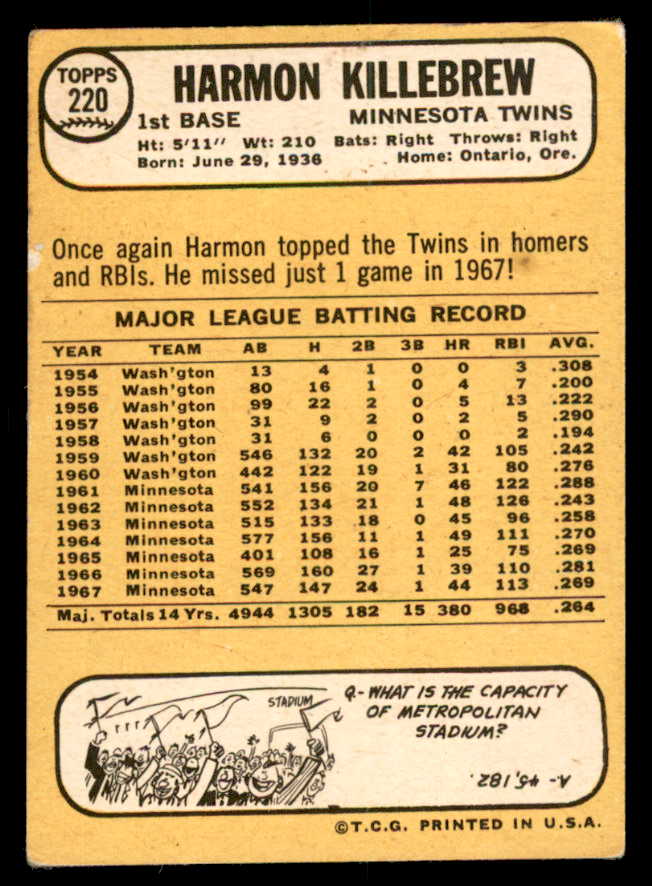 TOPPS
220
HARMON KILLEBREW
1st BASE MINNESOTA TWINS
Ht: 5'11" Wt: 210 Bats: Right Throws: Right
Born: June 29, 1936 Home: Ontario, Ore.
Once again Harmon topped the Twins in homers
and RBIs. He missed just 1 game in 1967!
MAJOR LEAGUE BATTING RECORD
YEAR TEAM AB H 2B 3B HR RBI AVG.
1954 Wash'gton 13 4 1 0 0 3 .308
1955 Wash'gton 80 16 1 0 4 7 .200
1956 Wash'gton 99 22 2 0 5 13 .222
1957 Wash'gton 31 9 2 0 2 5 .290
1958 Wash'gton 31 6 0 0 0 2 .194
1959 Wash'gton 546 132 20 2 42 105 .242
1960 Wash'gton 442 122 19 1 31 80 .276
1961 Minnesota 541 156 20 7 46 122 .288
1962 Minnesota 552 134 21 1 48 126 .243
1963 Minnesota 515 133 18 0 45 96 .258
1964 Minnesota 577 156 11 1 49 111 .270
1965 Minnesota 401 108 16 1 25 75 .269
1966 Minnesota 569 160 27 1 39 110 .281
1967 Minnesota 547 147 24 1 44 113 .269
Maj. Totals 14 Yrs. 4944 1305 182 15 380 968 .264
STADIUM
Q-WHAT IS THE CAPACITY
OF METROPOLITAN
STADIUM?
A- 45,182.
©T.C.G. PRINTED IN U.S.A.